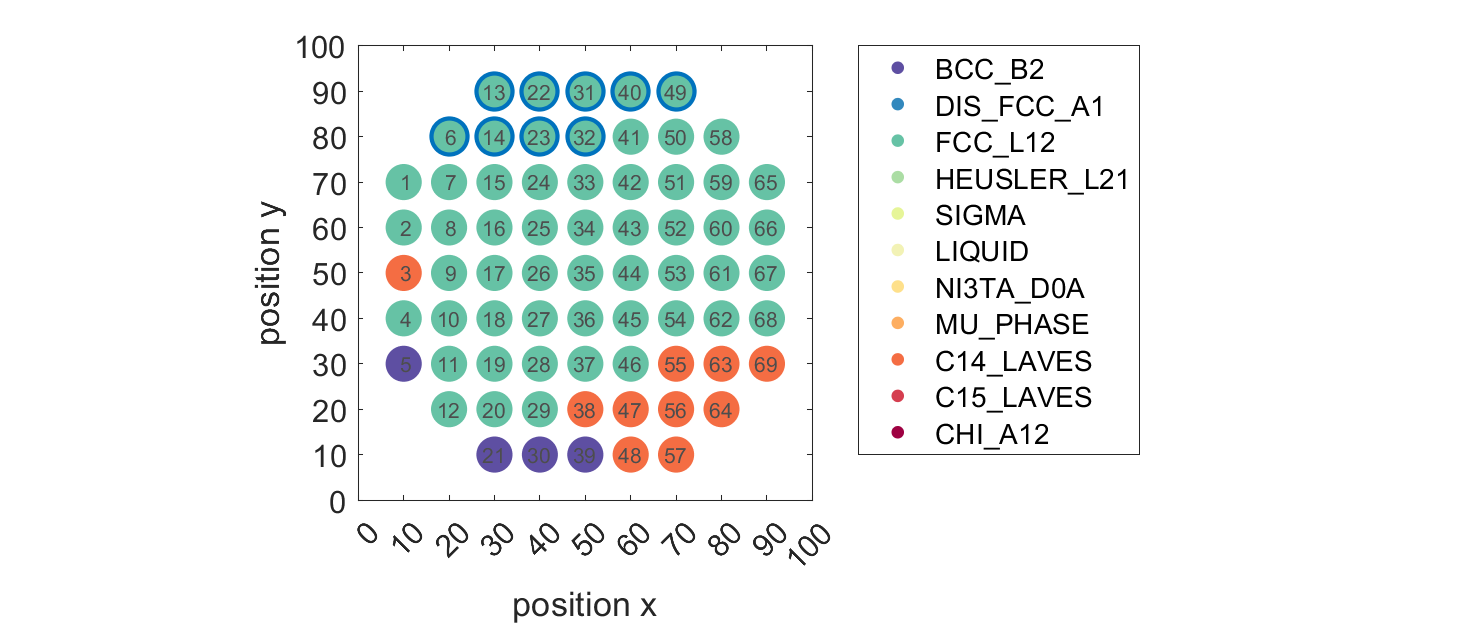 100
90 13 22 31 40 49
80 6 14 23 32 41 50 58
70 1 7 15 24 33 42 51 59 65
60 2 8 16 25 34 43 52 60 66
50 3 9 17 26 35 44 53 61 67
40 4 10 18 27 36 45 54 62 68
30 5 11 19 28 37 46 55 63 69
20 12 20 29 38 47 56 64
10 21 30 39 48 57
0
position y
0 10 20 30 40 50 60 70 80 90 100
position x
BCC_B2
DIS_FCC_A1
FCC_L12
HEUSLER_L21
SIGMA
LIQUID
NI3TA_D0A
MU_PHASE
C14_LAVES
C15_LAVES
CHI_A12